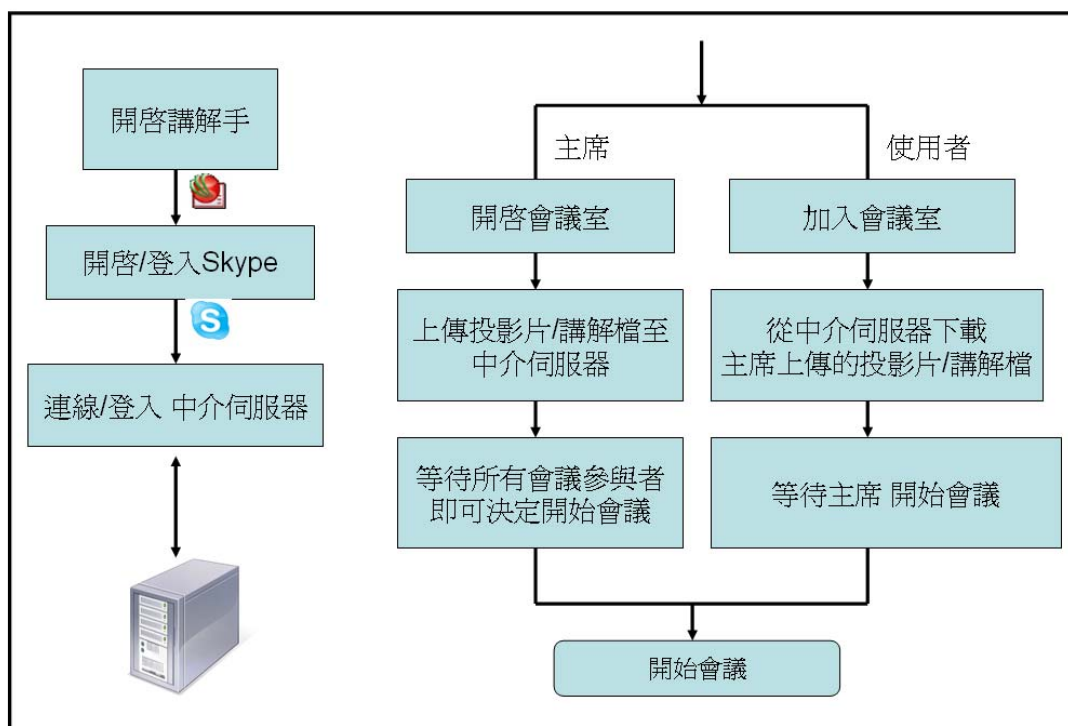 開啓講解手
開啓/登入Skype
連線/登入 中介伺服器
主席
開啓會議室
上傳投影片/講解檔至
中介伺服器
等待所有會議參與者
即可決定開始會議
使用者
加入會議室
從中介伺服器下載
主席上傳的投影片/講解檔
等待主席 開始會議
開始會議